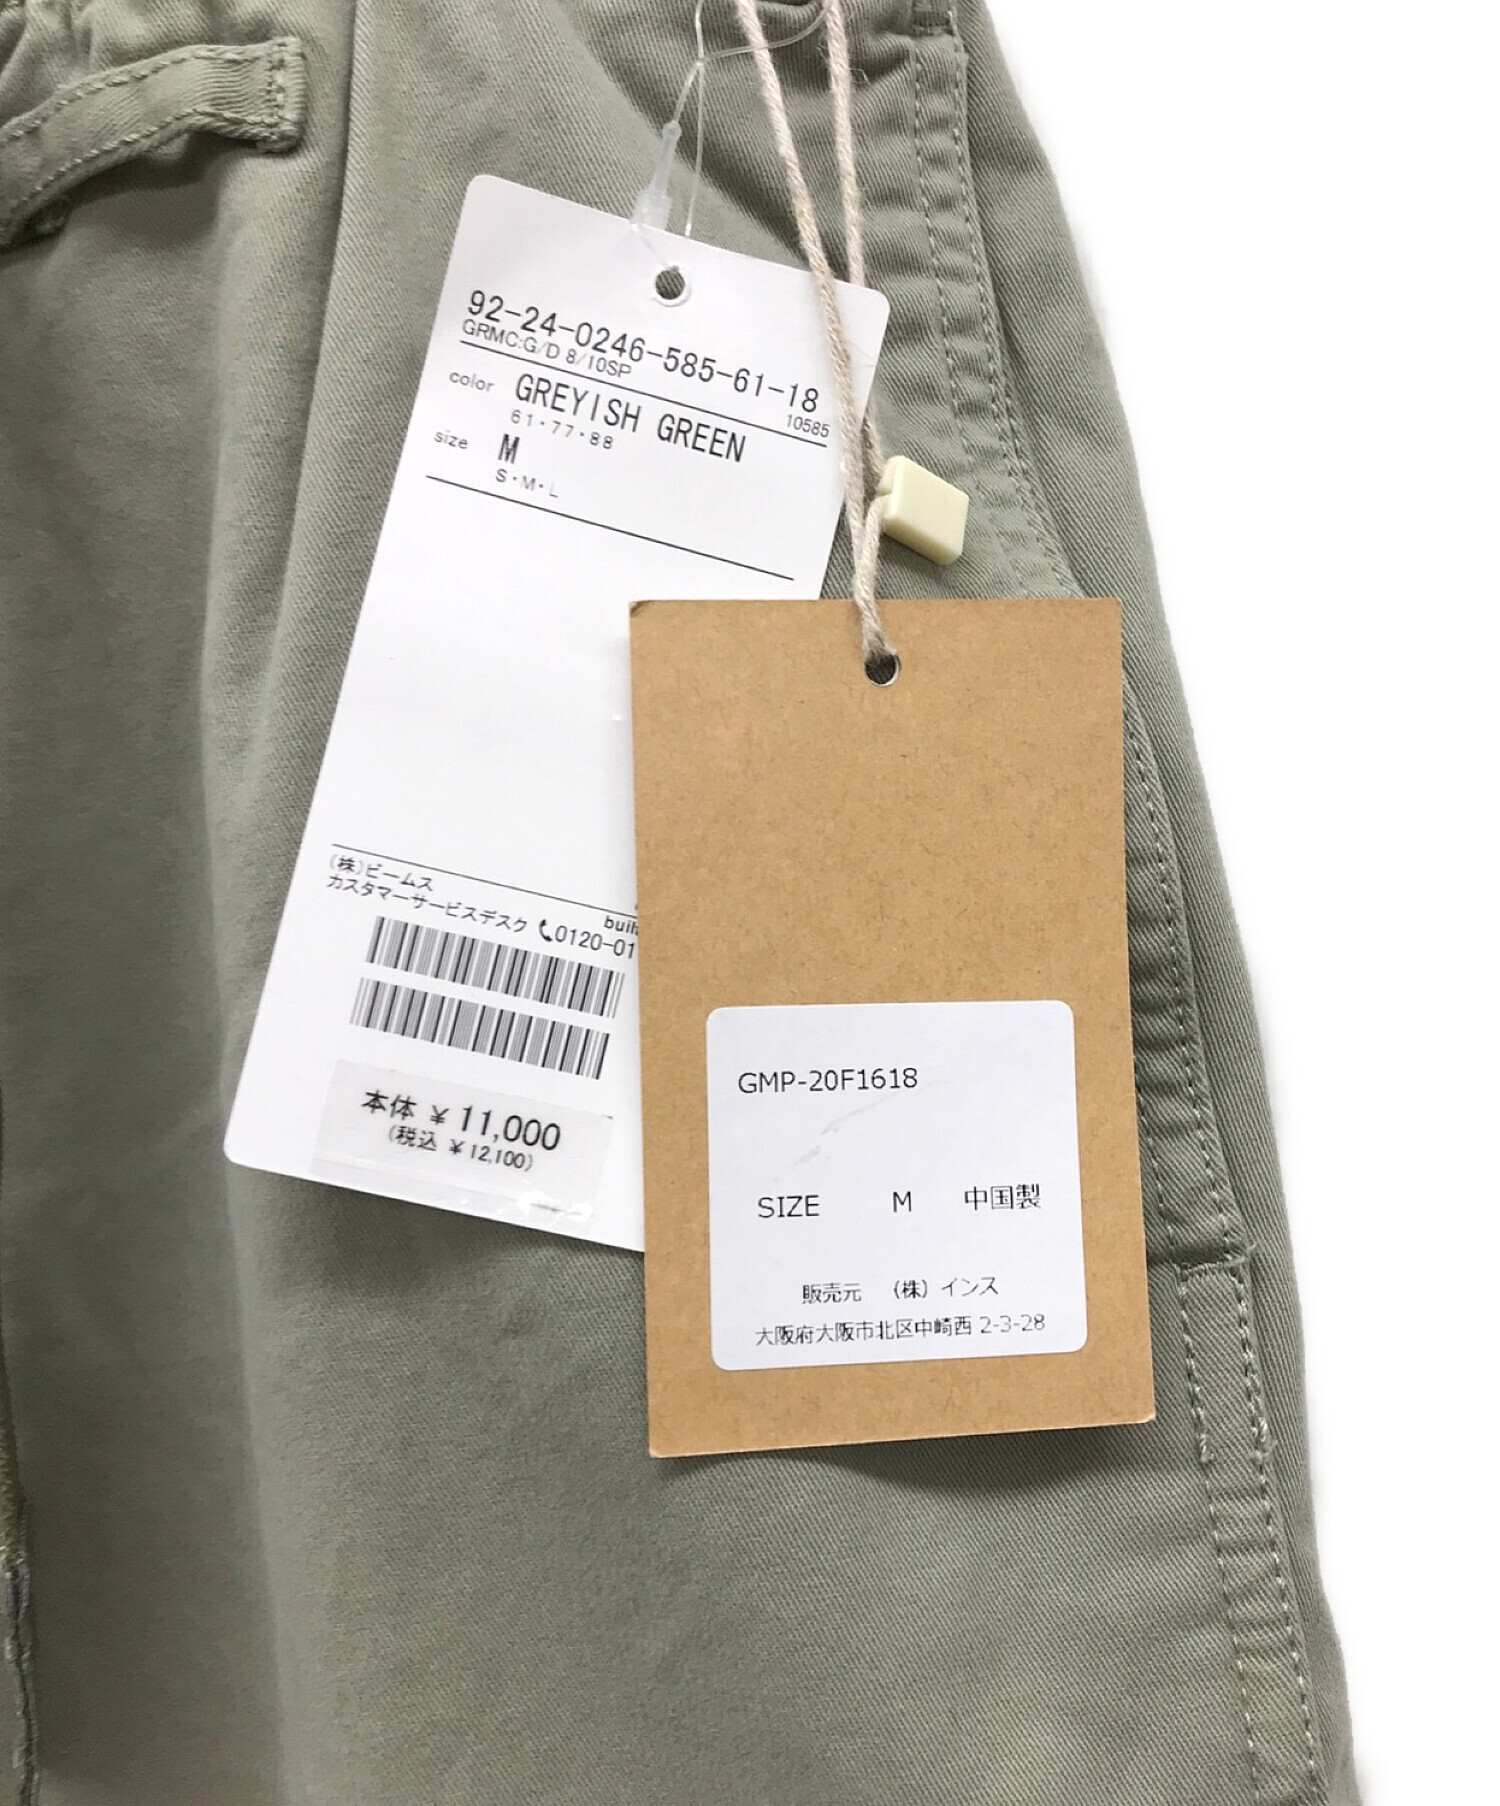 92-24-0246-585-61-18
GRMC:G/D 8/10SP
10585
color GREYISH GREEN
61・77・88
size M
S・M・L
(株)ビームス
カスタマーサービスデスク 0120-01
本体 ¥ 11,000
(税込 ¥12,100)
GMP-20F1618
SIZE M 中国製
販売元 (株)インス
大阪府大阪市北区中崎西 2-3-28